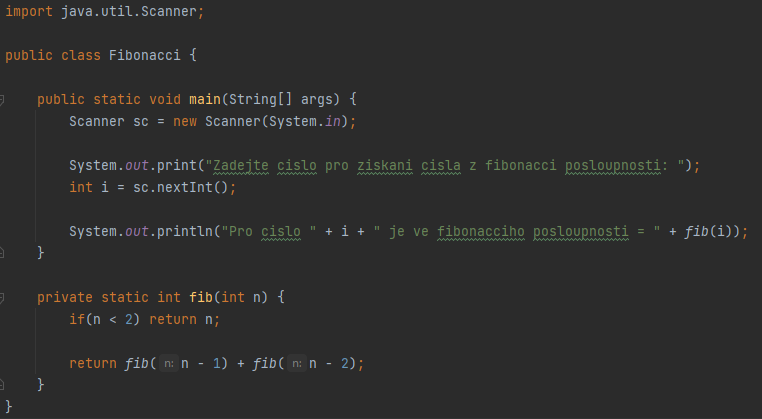 import java.util.Scanner;
public class Fibonacci {
public static void main(String[] args) {
Scanner sc = new Scanner(System.in);
System.out.print("Zadejte cislo pro ziskani cisla z fibonacci posloupnosti: ");
int i = sc.nextInt();
System.out.println("Pro cislo " + i + " je ve fibonacciho posloupnosti = " + fib(i));
}
private static int fib(int n) {
if(n < 2) return n;
return fib( n: n - 1) + fib( n: n - 2);
}
}